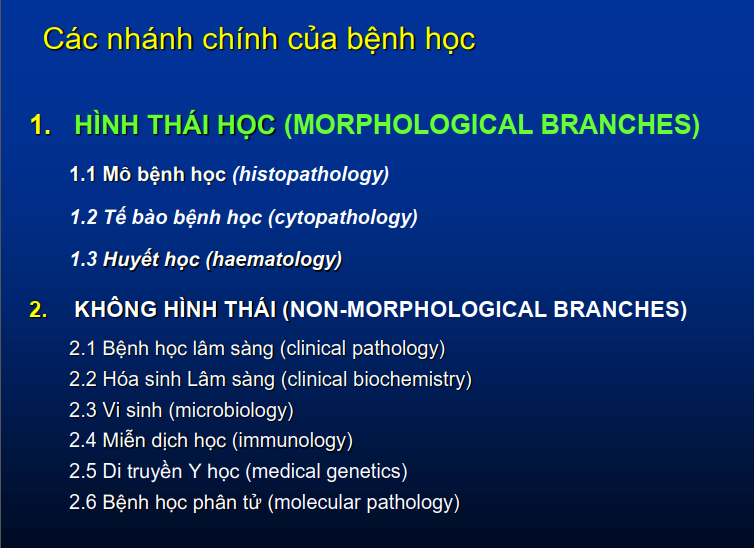 Các nhánh chính của bệnh học
1. HÌNH THÁI HỌC (MORPHOLOGICAL BRANCHES)
1.1 Mô bệnh học (histopathology)
1.2 Tế bào bệnh học (cytopathology)
1.3 Huyết học (haematology)
2. KHÔNG HÌNH THÁI (NON-MORPHOLOGICAL BRANCHES)
2.1 Bệnh học lâm sàng (clinical pathology)
2.2 Hóa sinh Lâm sàng (clinical biochemistry)
2.3 Vi sinh (microbiology)
2.4 Miễn dịch học (immunology)
2.5 Di truyền Y học (medical genetics)
2.6 Bệnh học phân tử (molecular pathology)